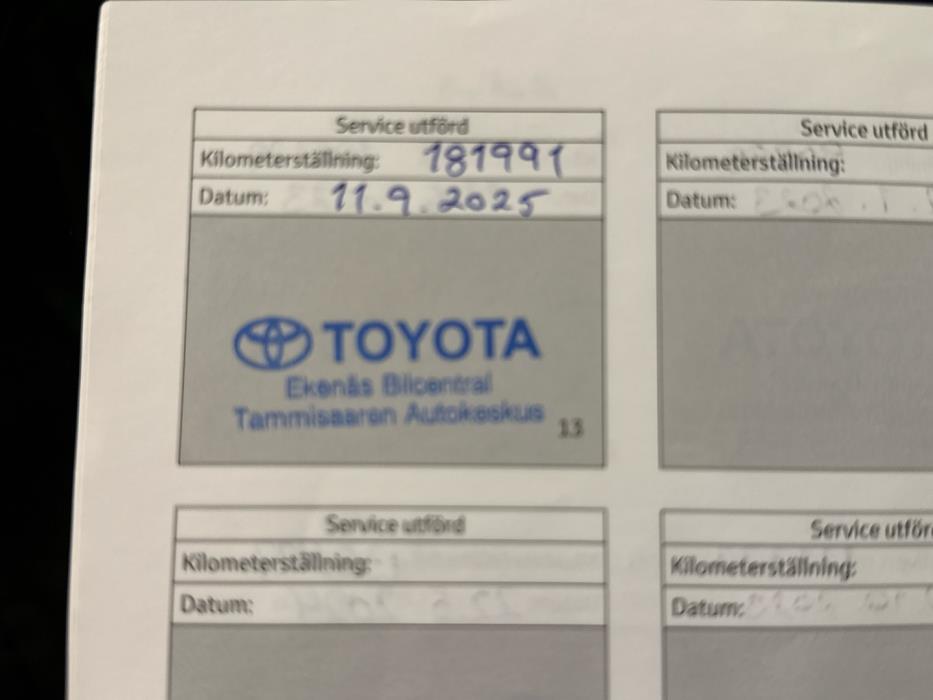 Service utförd
Kilometerställning: 181991
Datum: 11.9.2025
TOYOTA
Ekenäs Bilcentral
Tammisaaren Autokeskus
13
Service utförd
Kilometerställning:
Datum:
Service utförd
Kilometerställning:
Datum:
Service utför
Kilometerställning:
Datum: